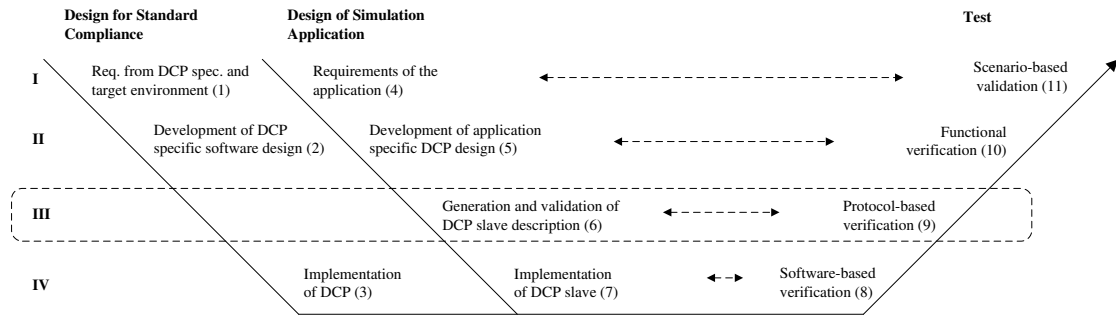 Design for Standard
Compliance
Design of Simulation
Application
Test
I
Req. from DCP spec. and
target environment (1)
Requirements of the
application (4)
Scenario-based
validation (11)
II
Development of DCP
specific software design (2)
Development of application
specific DCP design (5)
Functional
verification (10)
III
Generation and validation of
DCP slave description (6)
Protocol-based
verification (9)
IV
Implementation
of DCP (3)
Implementation
of DCP slave (7)
Software-based
verification (8)